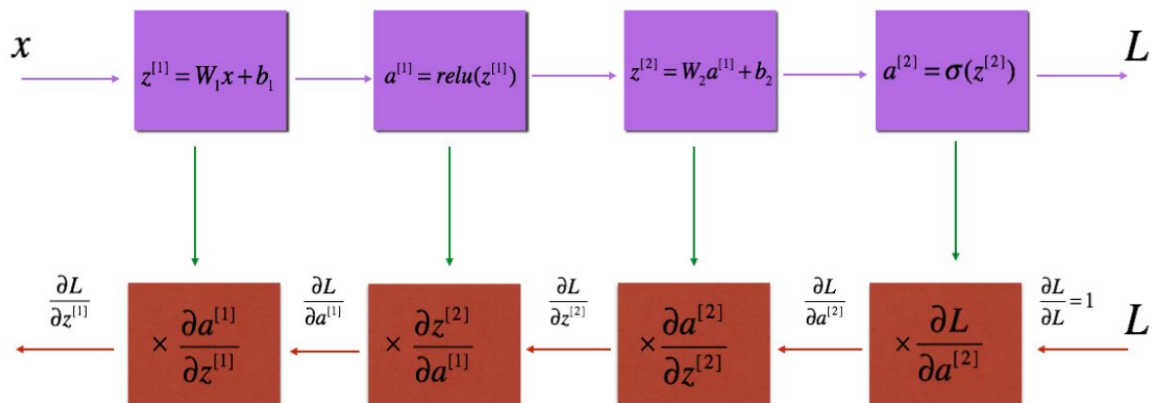 x
z^[1] = W_1 x + b_1
a^[1] = relu(z^[1])
z^[2] = W_2 a^[1] + b_2
a^[2] = σ(z^[2])
L
∂L/∂z^[1]
× ∂a^[1]/∂z^[1]
∂L/∂a^[1]
× ∂z^[2]/∂a^[1]
∂L/∂z^[2]
× ∂a^[2]/∂z^[2]
∂L/∂a^[2]
× ∂L/∂a^[2]
∂L/∂L = 1
L